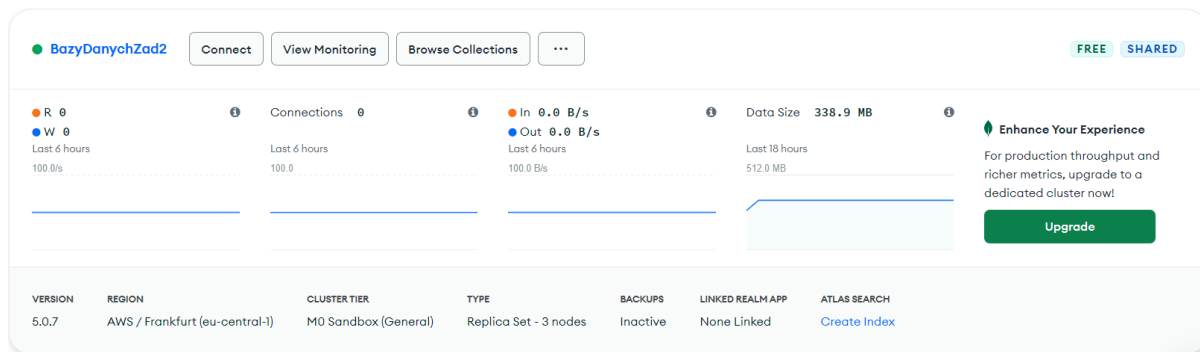 BazyDanychZad2
Connect
View Monitoring
Browse Collections
...
FREE
SHARED
R 0
W 0
Last 6 hours
100.0/s
Connections 0
Last 6 hours
100.0
In 0.0 B/s
Out 0.0 B/s
Last 6 hours
100.0 B/s
Data Size 338.9 MB
Last 18 hours
512.0 MB
Enhance Your Experience
For production throughput and
richer metrics, upgrade to a
dedicated cluster now!
Upgrade
VERSION
5.0.7
REGION
AWS / Frankfurt (eu-central-1)
CLUSTER TIER
M0 Sandbox (General)
TYPE
Replica Set - 3 nodes
BACKUPS
Inactive
LINKED REALM APP
None Linked
ATLAS SEARCH
Create Index